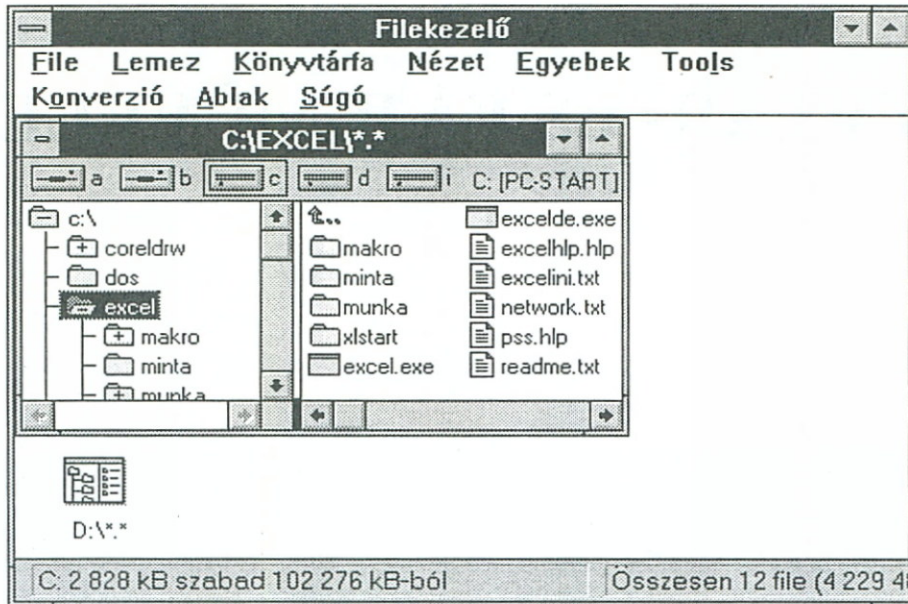 Filekezelő
File Lemez Könyvtárfa Nézet Egyebek Tools
Konverzió Ablak Súgó
C:\EXCEL\*.*
a b c d i C: [PC-START]
c:\
coreldrw
dos
excel
makro
minta
munka
makro
minta
munka
xlstart
excel.exe
excelde.exe
excelhlp.hlp
excelini.txt
network.txt
pss.hlp
readme.txt
D:\*.*
C: 2 828 kB szabad 102 276 kB-ból
Összesen 12 file (4 229 4